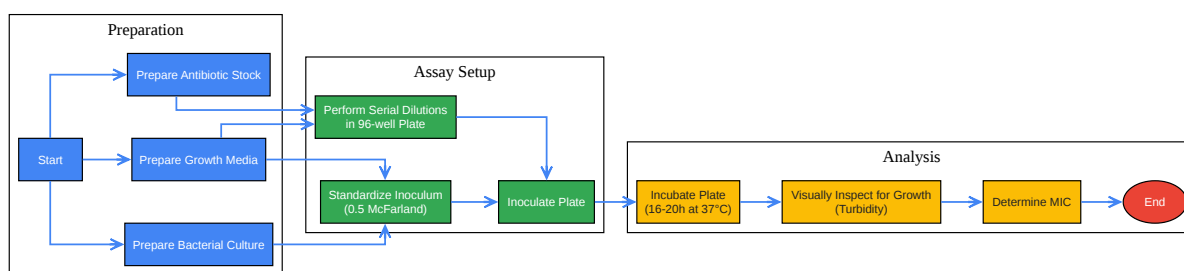 Preparation
Prepare Antibiotic Stock
Start
Prepare Growth Media
Prepare Bacterial Culture
Assay Setup
Perform Serial Dilutions
in 96-well Plate
Standardize Inoculum
(0.5 McFarland)
Inoculate Plate
Analysis
Incubate Plate
(16-20h at 37°C)
Visually Inspect for Growth
(Turbidity)
Determine MIC
End